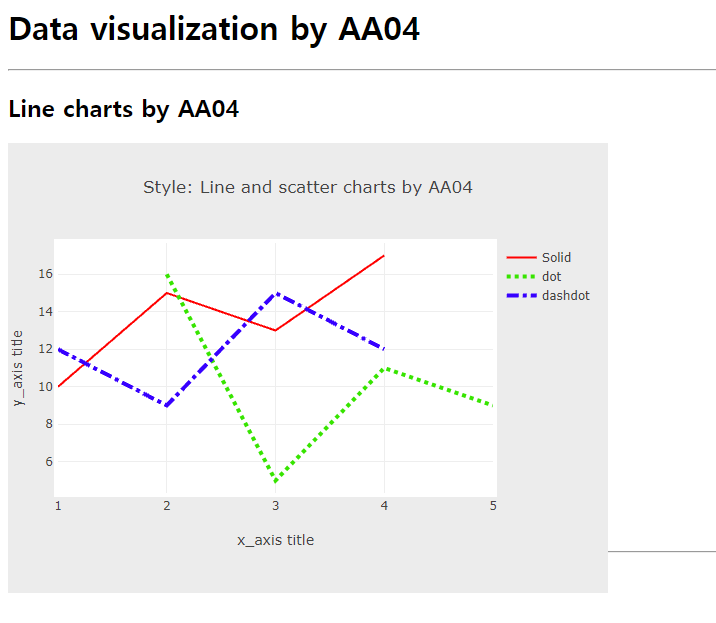 Data visualization by AA04
Line charts by AA04
Style: Line and scatter charts by AA04
Solid
dot
dashdot
16
14
12
10
8
6
y_axis title
1 2 3 4 5
x_axis title